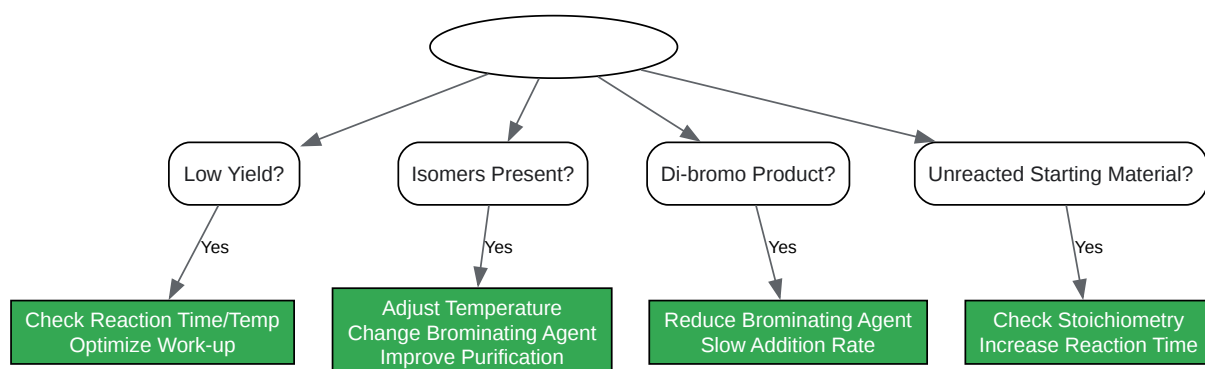 Low Yield?
Isomers Present?
Di-bromo Product?
Unreacted Starting Material?
Yes
Yes
Yes
Yes
Check Reaction Time/Temp
Optimize Work-up
Adjust Temperature
Change Brominating Agent
Improve Purification
Reduce Brominating Agent
Slow Addition Rate
Check Stoichiometry
Increase Reaction Time